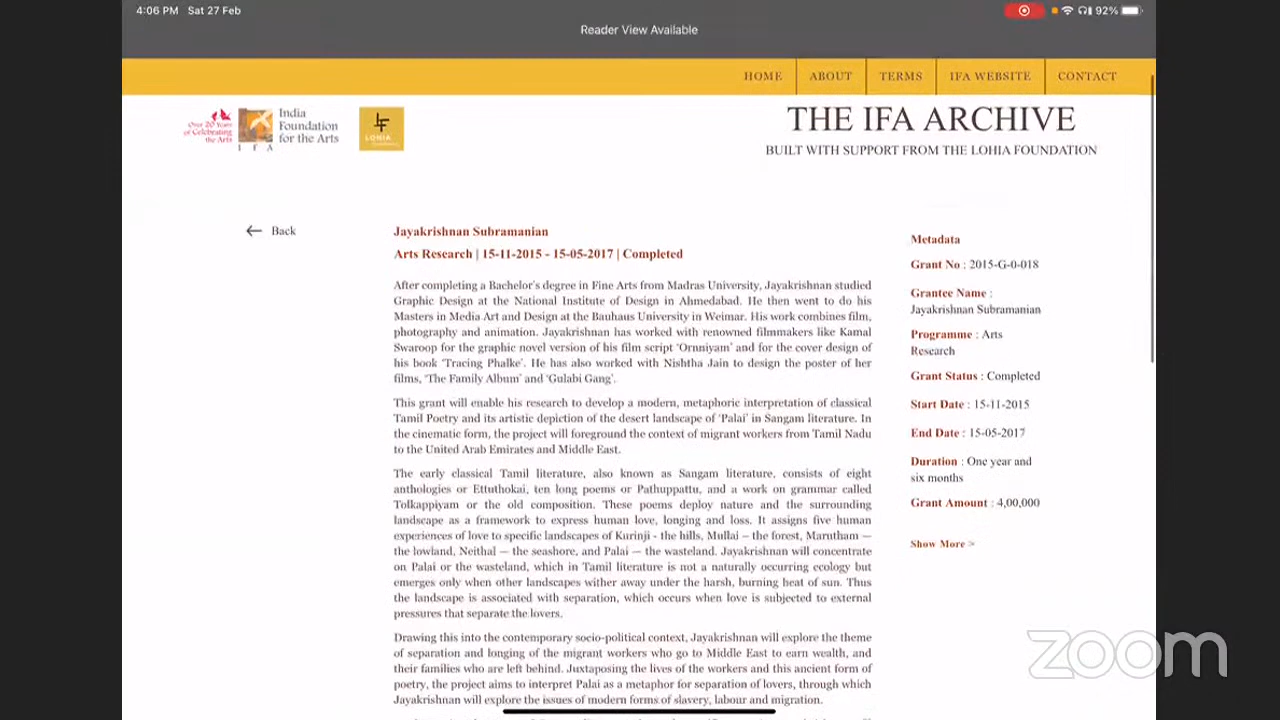 4:06 PM Sat 27 Feb
92%
Reader View Available
HOME ABOUT TERMS IFA WEBSITE CONTACT
Over 20 Years
of Celebrating
the Arts
I F A
India
Foundation
for the Arts
LOHIA
THE IFA ARCHIVE
BUILT WITH SUPPORT FROM THE LOHIA FOUNDATION
Back
Jayakrishnan Subramanian
Arts Research | 15-11-2015 - 15-05-2017 | Completed
After completing a Bachelor's degree in Fine Arts from Madras University, Jayakrishnan studied
Graphic Design at the National Institute of Design in Ahmedabad. He then went to do his
Masters in Media Art and Design at the Bauhaus University in Weimar. His work combines film,
photography and animation. Jayakrishnan has worked with renowned filmmakers like Kamal
Swaroop for the graphic novel version of his film script 'Omniyam' and for the cover design of
his book 'Tracing Phalke'. He has also worked with Nishtha Jain to design the poster of her
films, 'The Family Album' and 'Gulabi Gang'.
This grant will enable his research to develop a modern, metaphoric interpretation of classical
Tamil Poetry and its artistic depiction of the desert landscape of 'Palai' in Sangam literature. In
the cinematic form, the project will foreground the context of migrant workers from Tamil Nadu
to the United Arab Emirates and Middle East.
The early classical Tamil literature, also known as Sangam literature, consists of eight
anthologies or Ettuthokai, ten long poems or Pathuppattu, and a work on grammar called
Tolkappiyam or the old composition. These poems deploy nature and the surrounding
landscape as a framework to express human love, longing and loss. It assigns five human
experiences of love to specific landscapes of Kurinji - the hills, Mullai – the forest, Marutham —
the lowland, Neithal — the seashore, and Palai — the wasteland. Jayakrishnan will concentrate
on Palai or the wasteland, which in Tamil literature is not a naturally occurring ecology but
emerges only when other landscapes wither away under the harsh, burning heat of sun. Thus
the landscape is associated with separation, which occurs when love is subjected to external
pressures that separate the lovers.
Drawing this into the contemporary socio-political context, Jayakrishnan will explore the theme
of separation and longing of the migrant workers who go to Middle East to earn wealth, and
their families who are left behind. Juxtaposing the lives of the workers and this ancient form of
poetry, the project aims to interpret Palai as a metaphor for separation of lovers, through which
Jayakrishnan will explore the issues of modern forms of slavery, labour and migration.
Metadata
Grant No : 2015-G-0-018
Grantee Name :
Jayakrishnan Subramanian
Programme : Arts
Research
Grant Status : Completed
Start Date : 15-11-2015
End Date : 15-05-2017
Duration : One year and
six months
Grant Amount : 4,00,000
Show More >
zoom